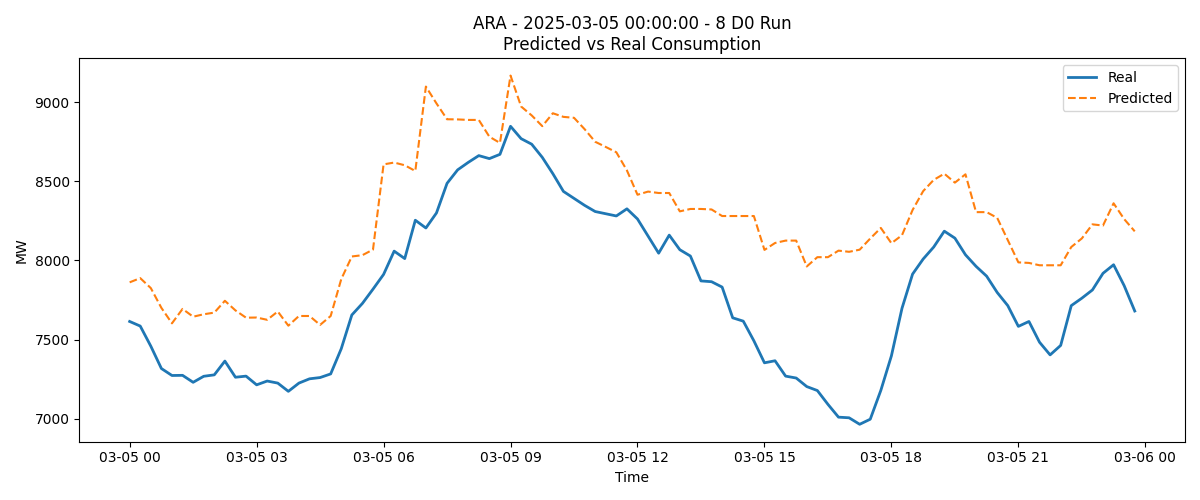 ARA - 2025-03-05 00:00:00 - 8 D0 Run
Predicted vs Real Consumption
Real
Predicted
MW
9000
8500
8000
7500
7000
03-05 00
03-05 03
03-05 06
03-05 09
03-05 12
03-05 15
03-05 18
03-05 21
03-06 00
Time